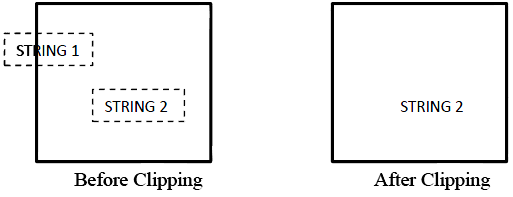 STRING 1
STRING 2
STRING 2
Before Clipping
After Clipping